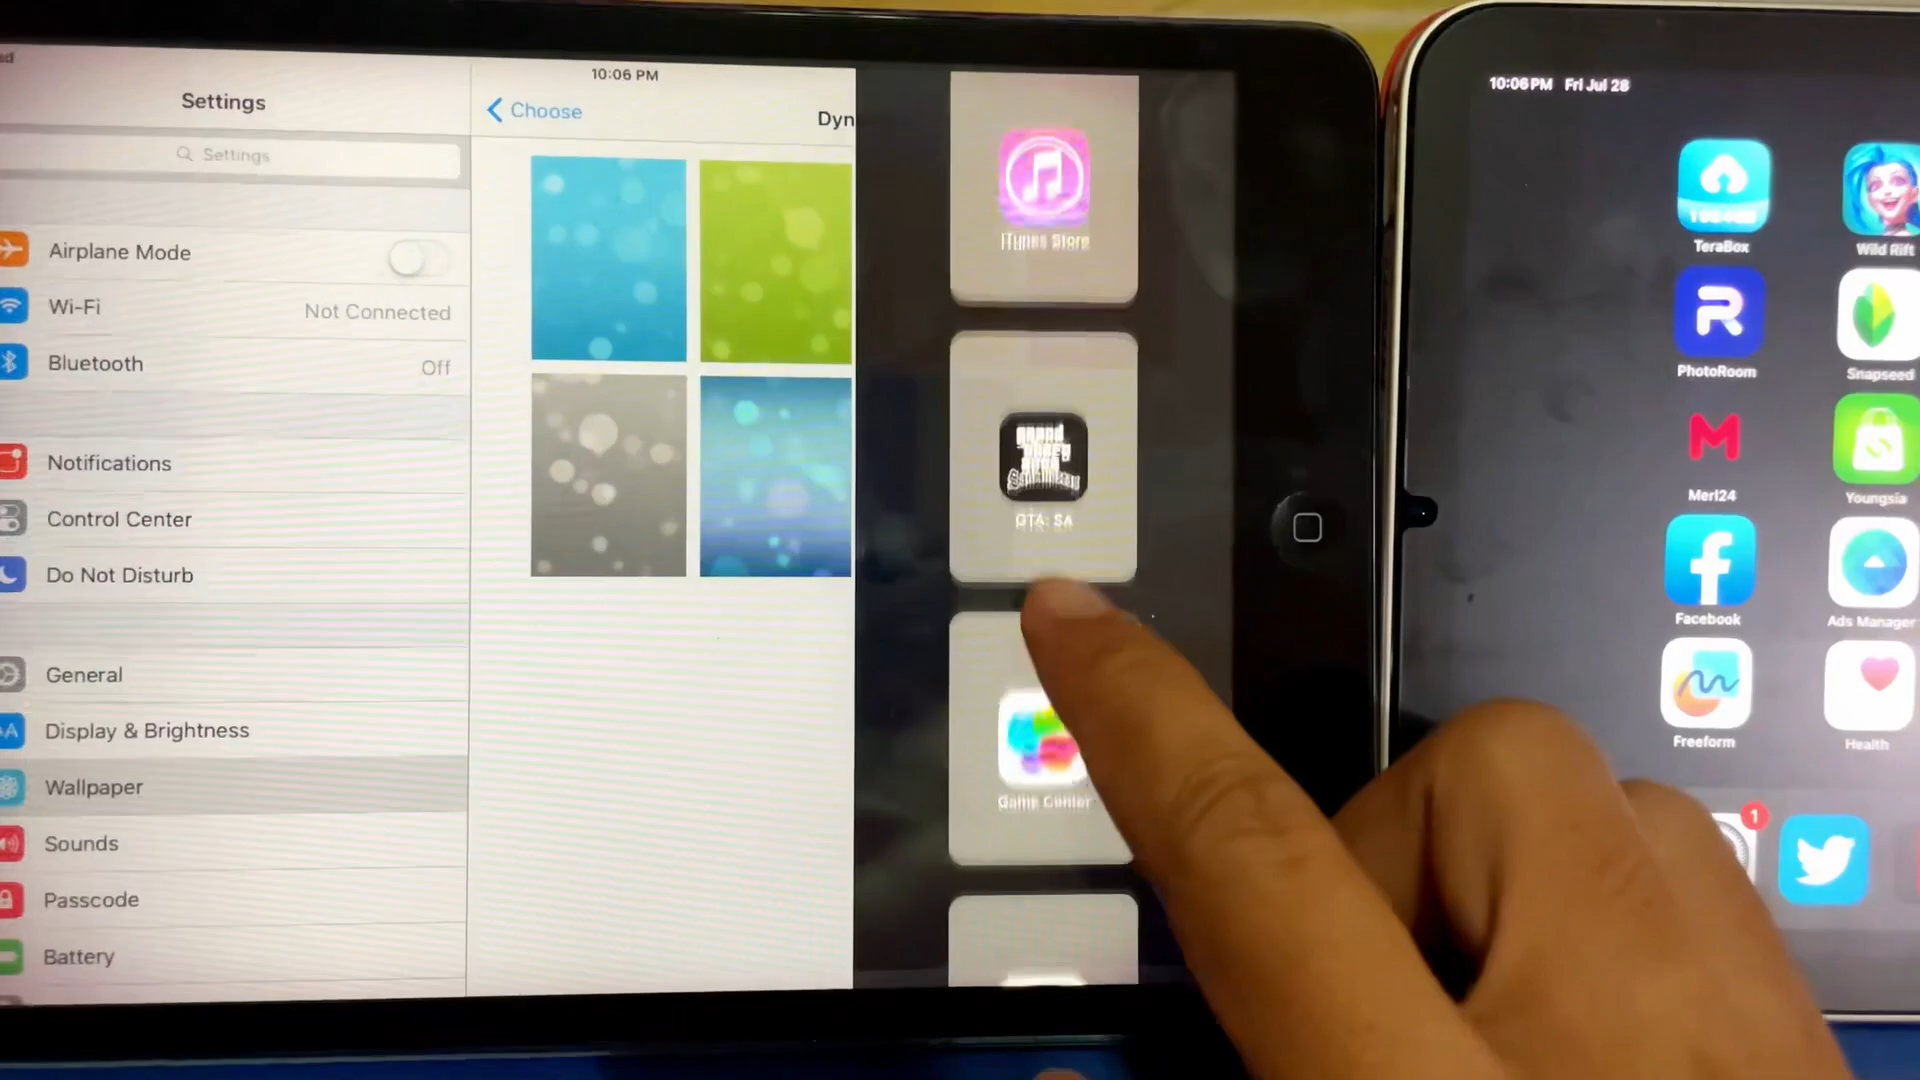 10:06 PM
Settings
Choose
Dyn
Settings
Airplane Mode
Wi-Fi
Not Connected
Bluetooth
Off
Notifications
Control Center
Do Not Disturb
General
Display & Brightness
Wallpaper
Sounds
Passcode
Battery
iTunes Store
GTA: SA
Game Center
10:06 PM Fri Jul 28
TeraBox
Wild Rift
PhotoRoom
Snapseed
MerI24
Youngsia
Facebook
Ads Manager
Freeform
Health
1